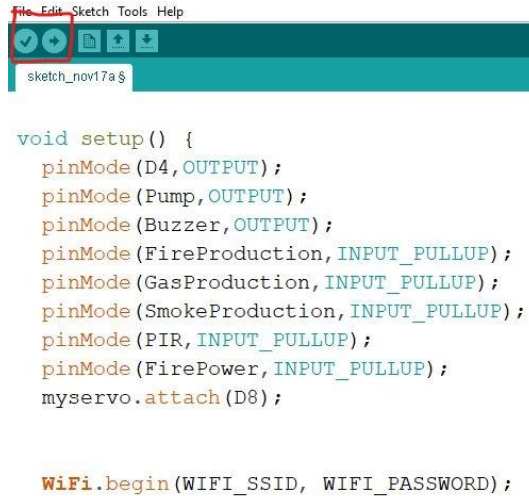 File Edit Sketch Tools Help
sketch_nov17a §
void setup() {
pinMode(D4,OUTPUT);
pinMode(Pump,OUTPUT);
pinMode(Buzzer,OUTPUT);
pinMode(FireProduction,INPUT_PULLUP);
pinMode(GasProduction,INPUT_PULLUP);
pinMode(SmokeProduction,INPUT_PULLUP);
pinMode(PIR,INPUT_PULLUP);
pinMode(FirePower,INPUT_PULLUP);
myservo.attach(D8);
WiFi.begin(WIFI_SSID, WIFI_PASSWORD);